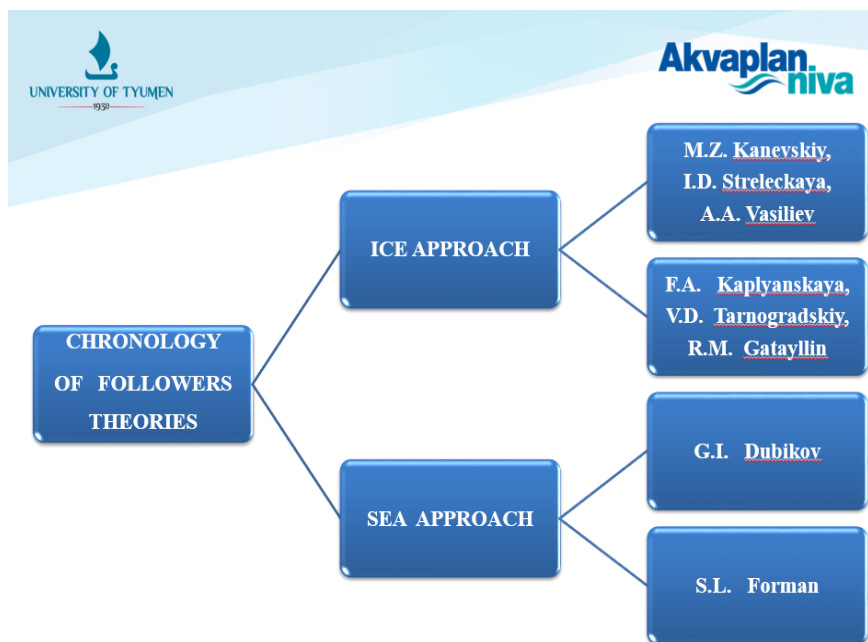 UNIVERSITY OF TYUMEN
1930
Akvaplan
niva
M.Z. Kanevskiy,
I.D. Streleckaya,
A.A. Vasiliev
ICE APPROACH
F.A. Kaplyanskaya,
V.D. Tarnogradskiy,
R.M. Gatayllin
CHRONOLOGY
OF FOLLOWERS
THEORIES
G.I. Dubikov
SEA APPROACH
S.L. Forman